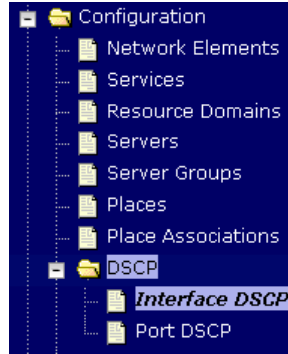 Configuration
Network Elements
Services
Resource Domains
Servers
Server Groups
Places
Place Associations
DSCP
Interface DSCP
Port DSCP